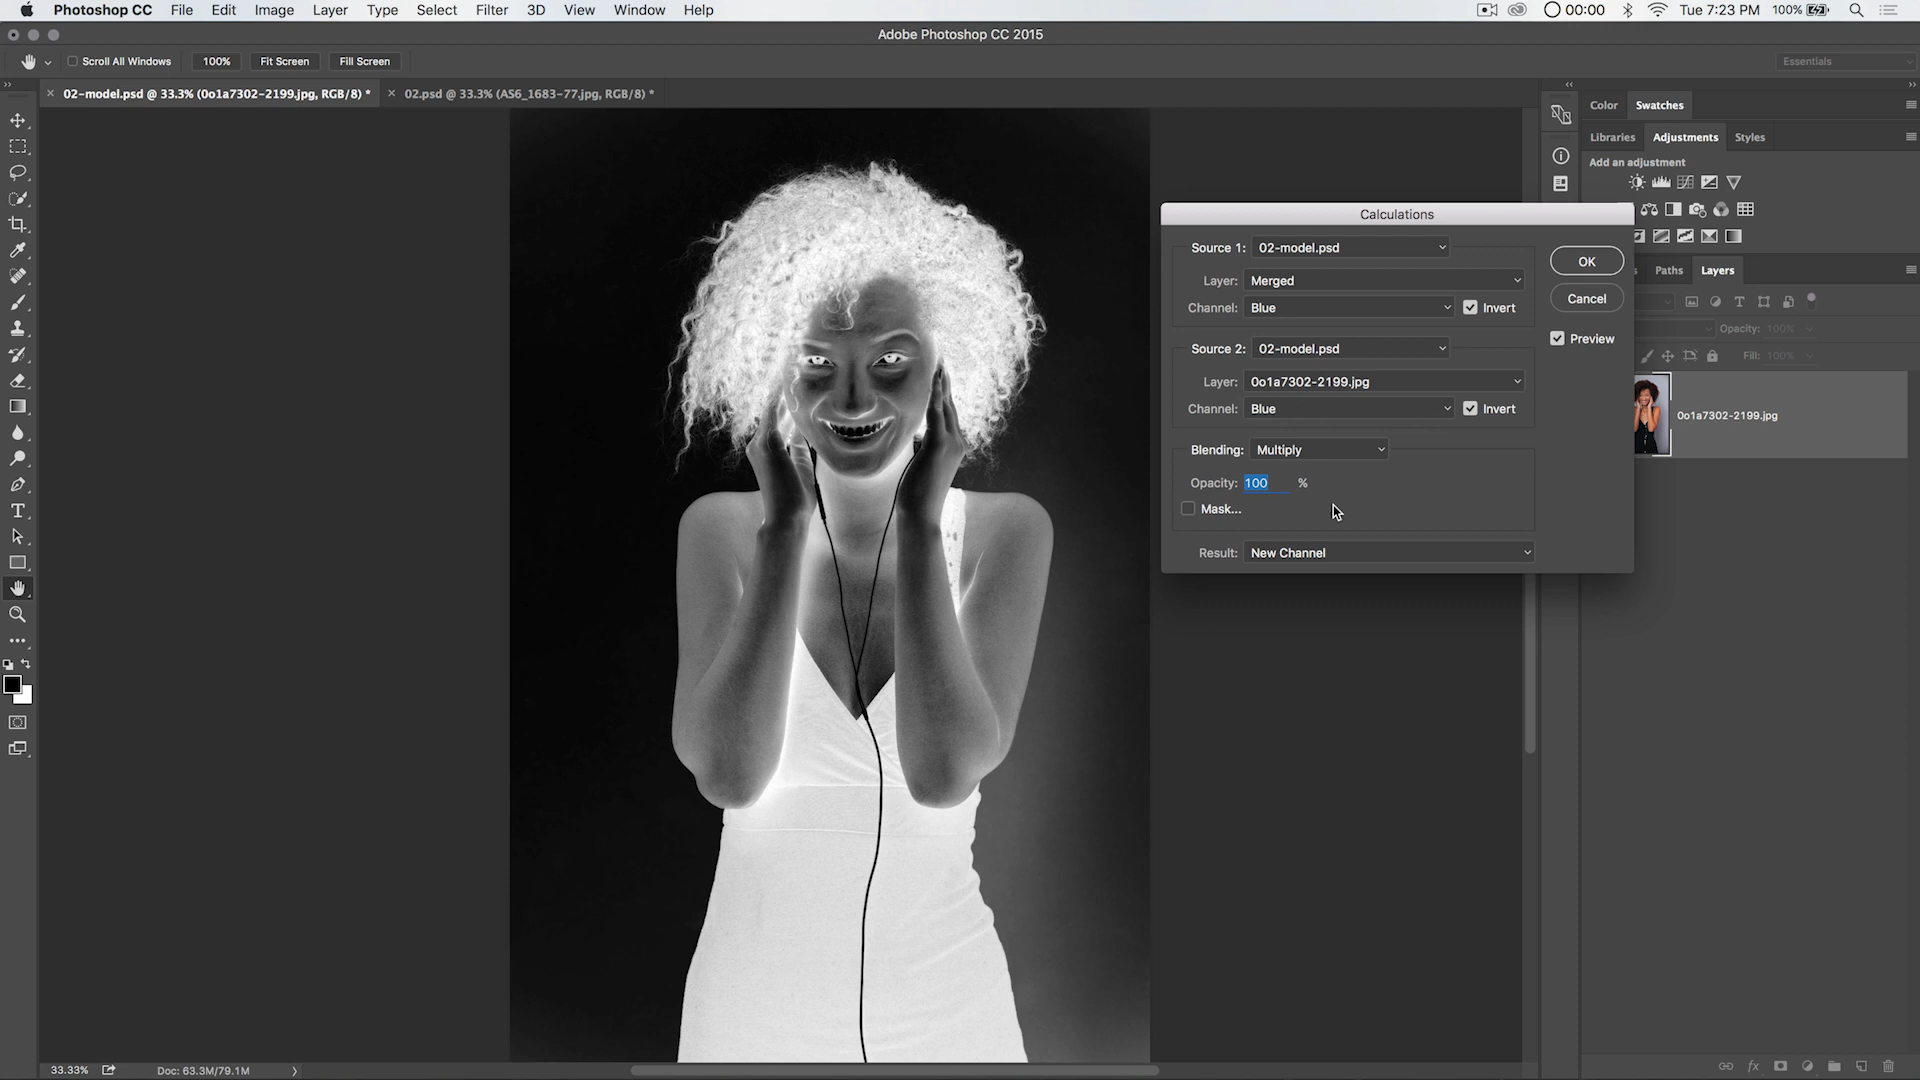 Photoshop CC File Edit Image Layer Type Select Filter 3D View Window Help 00:00 Tue 7:23 PM 100%
Adobe Photoshop CC 2015
Scroll All Windows 100% Fit Screen Fill Screen Essentials
02-model.psd @ 33.3% (0o1a7302-2199.jpg, RGB/8) * 02.psd @ 33.3% (AS6_1683-77.jpg, RGB/8) *
Color Swatches
Libraries Adjustments Styles
Add an adjustment
Calculations
Source 1: 02-model.psd
OK
Layer: Merged
Cancel
Channel: Blue Invert
Preview
Source 2: 02-model.psd
Layer: 0o1a7302-2199.jpg
Channel: Blue Invert
Blending: Multiply
Opacity: 100 %
Mask...
Result: New Channel
s Paths Layers
Opacity: 100%
Fill: 100%
0o1a7302-2199.jpg
33.33% Doc: 63.3M/79.1M
fx